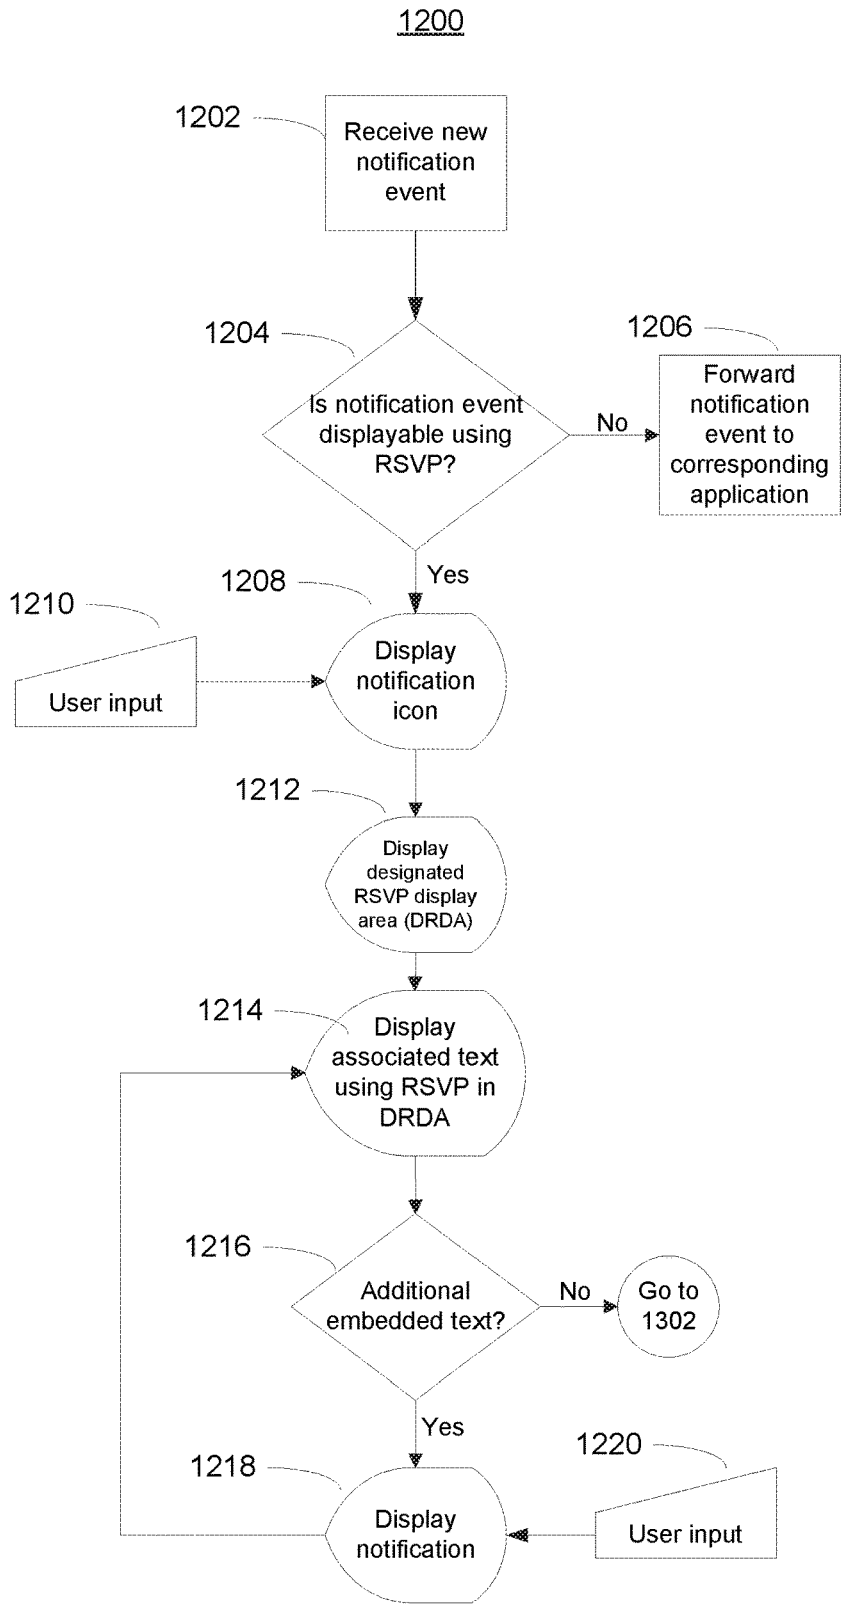 1200
1202
Receive new
notification
event
1204
Is notification event
displayable using
RSVP?
No
1206
Forward
notification
event to
corresponding
application
Yes
1208
Display
notification
icon
1210
User input
1212
Display
designated
RSVP display
area (DRDA)
1214
Display
associated text
using RSVP in
DRDA
1216
Additional
embedded text?
No
Go to
1302
Yes
1218
Display
notification
1220
User input